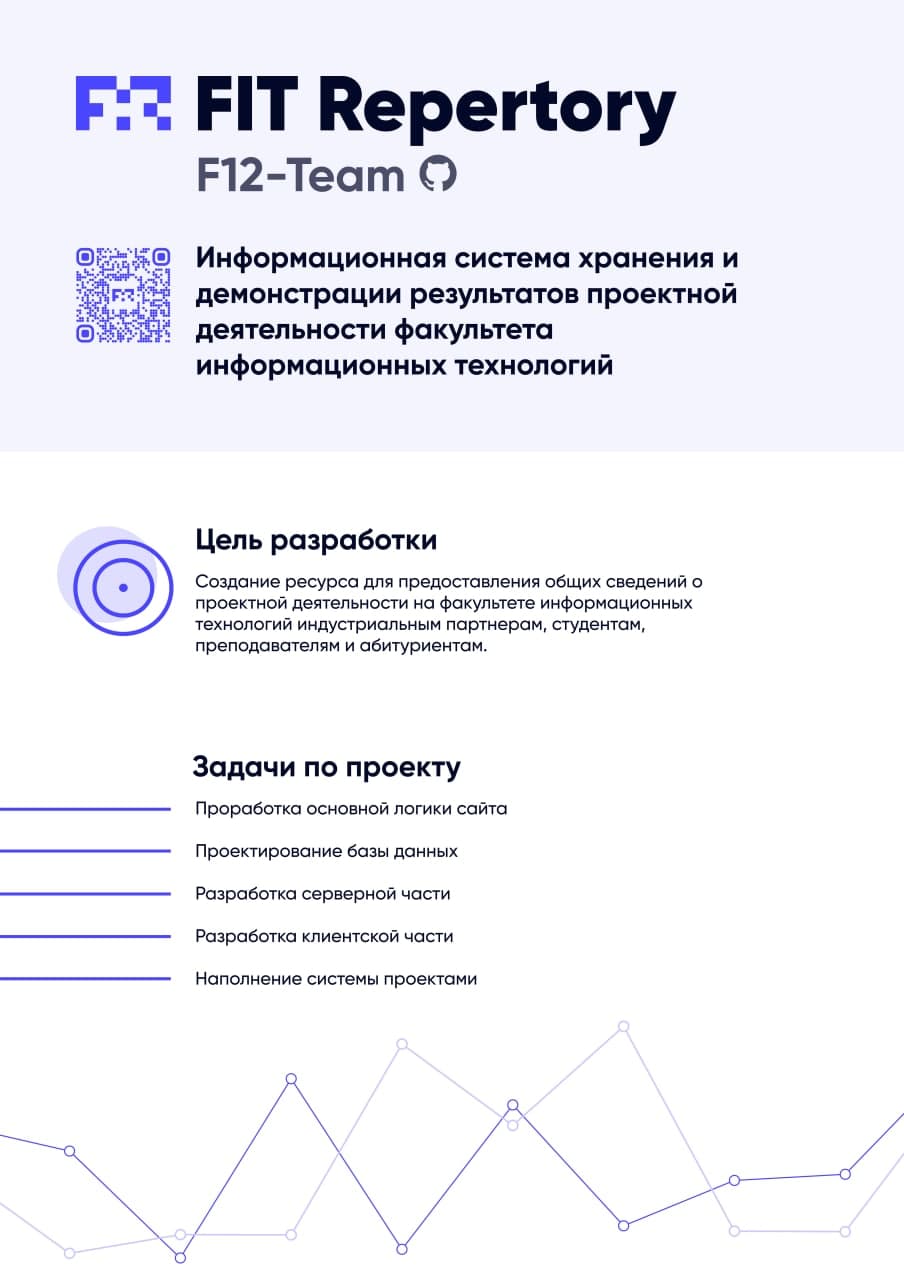 FR FIT Repertory
F12-Team
Информационная система хранения и
демонстрации результатов проектной
деятельности факультета
информационных технологий
Цель разработки
Создание ресурса для предоставления общих сведений о
проектной деятельности на факультете информационных
технологий индустриальным партнерам, студентам,
преподавателям и абитуриентам.
Задачи по проекту
Проработка основной логики сайта
Проектирование базы данных
Разработка серверной части
Разработка клиентской части
Наполнение системы проектами